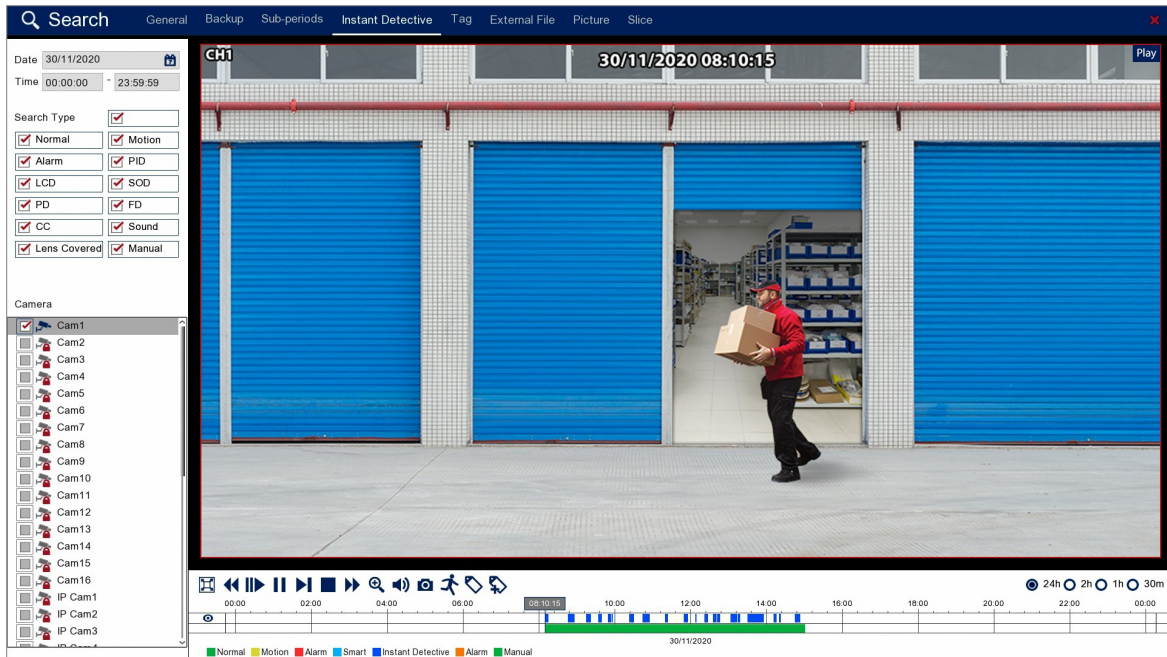 Search General Backup Sub-periods Instant Detective Tag External File Picture Slice
Date 30/11/2020
Time 00:00:00 - 23:59:59
Search Type
Normal Motion
Alarm PID
LCD SOD
PD FD
CC Sound
Lens Covered Manual
Camera
Cam1
Cam2
Cam3
Cam4
Cam5
Cam6
Cam7
Cam8
Cam9
Cam10
Cam11
Cam12
Cam13
Cam14
Cam15
Cam16
IP Cam1
IP Cam2
IP Cam3
CH1 30/11/2020 08:10:15 Play
24h 2h 1h 30m
00:00 02:00 04:00 06:00 08:10:15 10:00 12:00 14:00 16:00 18:00 20:00 22:00 00:00
30/11/2020
Normal Motion Alarm Smart Instant Detective Alarm Manual